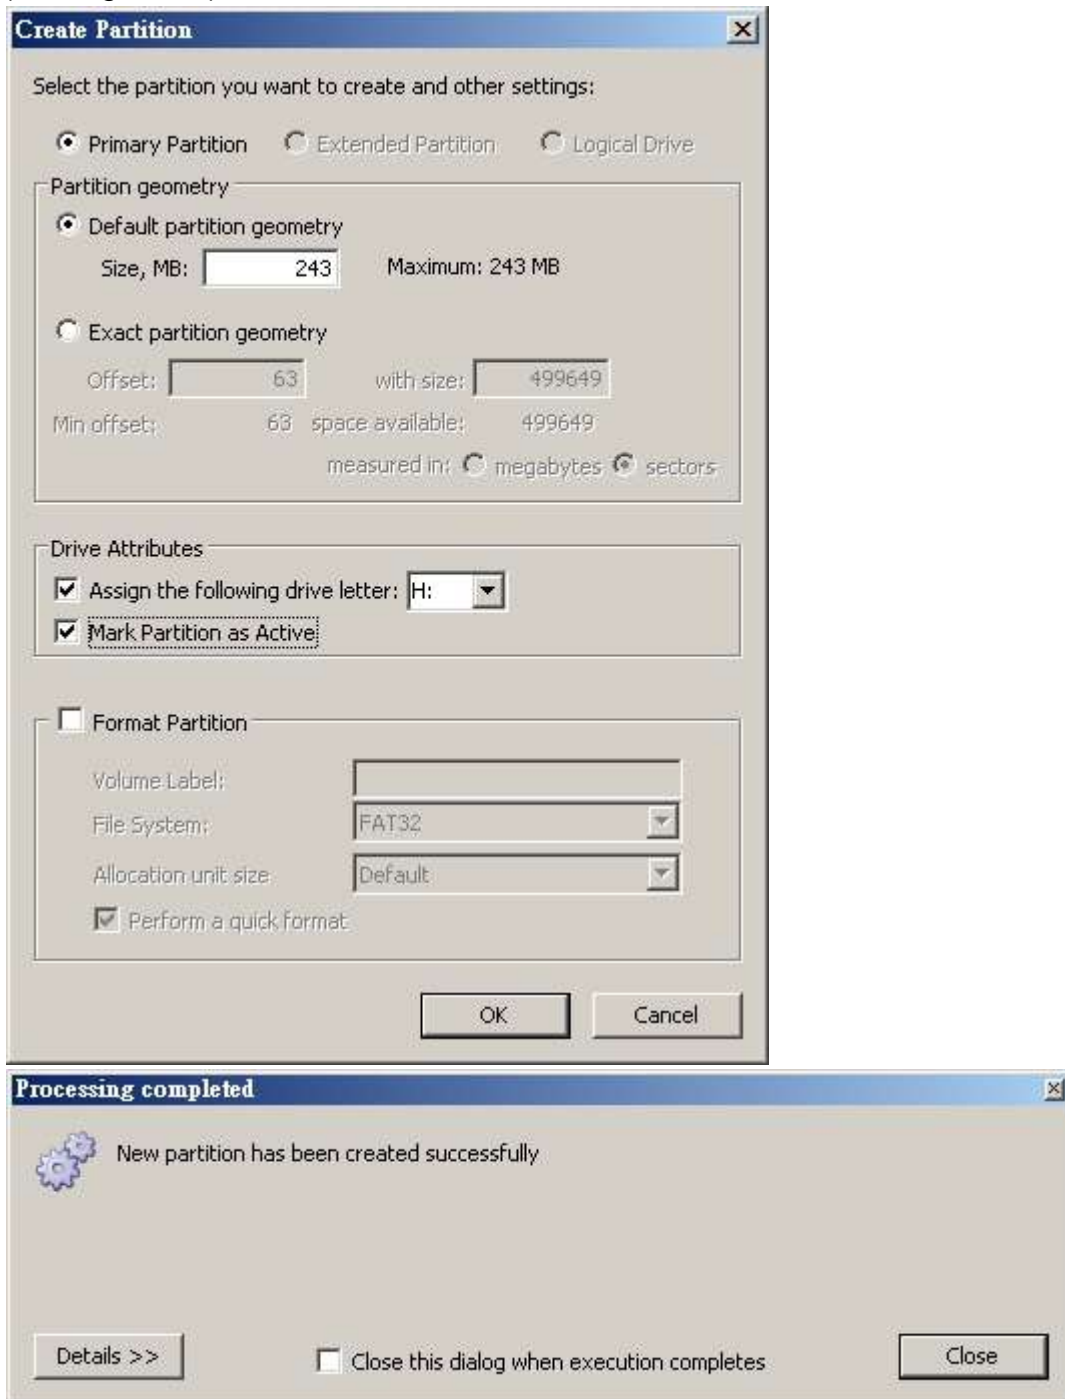 Create Partition
Select the partition you want to create and other settings:
Primary Partition Extended Partition Logical Drive
Partition geometry
Default partition geometry
Size, MB: 243 Maximum: 243 MB
Exact partition geometry
Offset: 63 with size: 499649
Min offset: 63 space available: 499649
measured in: megabytes sectors
Drive Attributes
Assign the following drive letter: H:
Mark Partition as Active
Format Partition
Volume Label:
File System: FAT32
Allocation unit size Default
Perform a quick format
OK Cancel
Processing completed
New partition has been created successfully
Details >> Close this dialog when execution completes Close